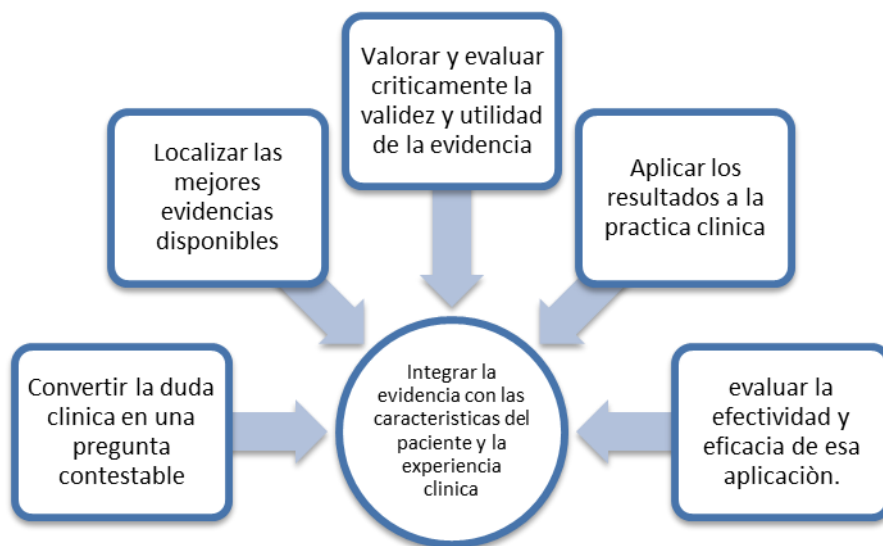 Convertir la duda
clinica en una
pregunta
contestable
Localizar las
mejores
evidencias
disponibles
Valorar y evaluar
criticamente la
validez y utilidad
de la evidencia
Aplicar los
resultados a la
practica clinica
evaluar la
efectividad y
eficacia de esa
aplicaciòn.
Integrar la
evidencia con las
caracteristicas del
paciente y la
experiencia
clinica